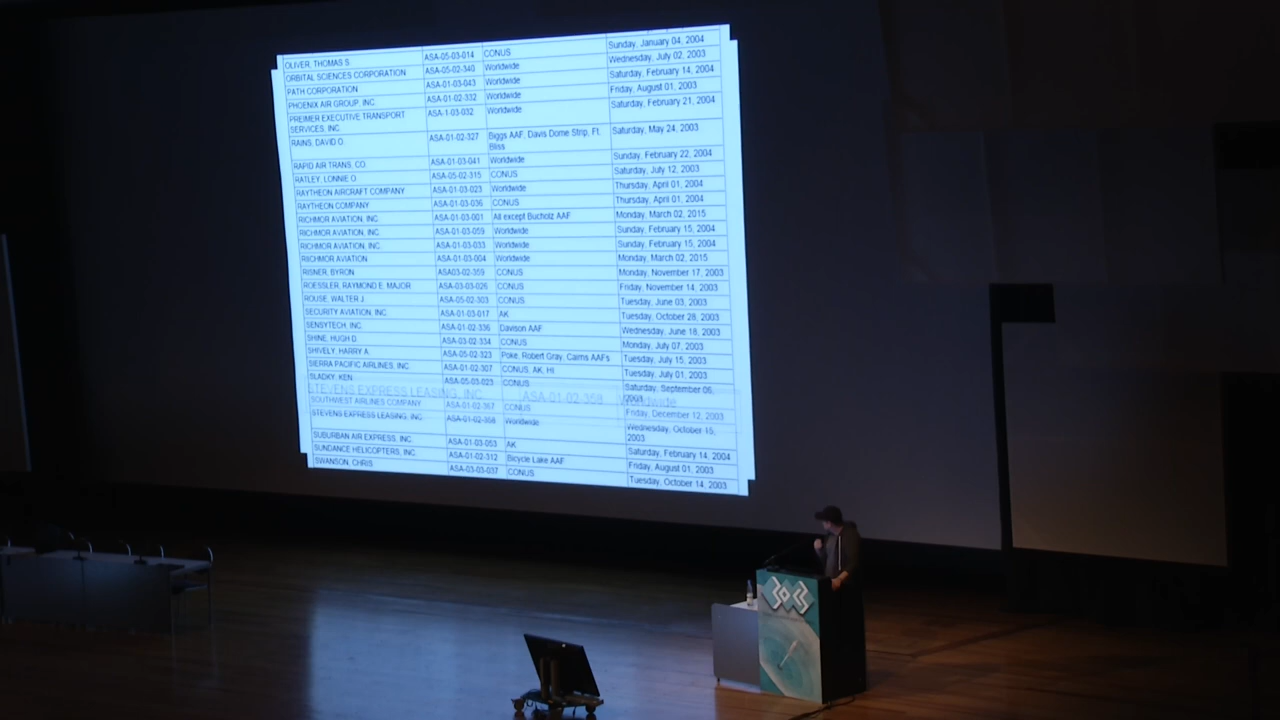 OLIVER, THOMAS S. ASA-05-03-014 CONUS Sunday, January 04, 2004
ORBITAL SCIENCES CORPORATION ASA-05-02-340 Worldwide Wednesday, July 02, 2003
PATH CORPORATION ASA-01-03-043 Worldwide Saturday, February 14, 2004
PHOENIX AIR GROUP, INC. ASA-01-02-332 Worldwide Friday, August 01, 2003
PREIMER EXECUTIVE TRANSPORT ASA-1-03-032 Worldwide Saturday, February 21, 2004
SERVICES, INC.
RAINS, DAVID O. ASA-01-02-327 Biggs AAF, Davis Dome Strip, Ft. Saturday, May 24, 2003
Bliss
RAPID AIR TRANS, CO. ASA-01-03-041 Worldwide Sunday, February 22, 2004
RATLEY, LONNIE O. ASA-05-02-315 CONUS Saturday, July 12, 2003
RAYTHEON AIRCRAFT COMPANY ASA-01-03-023 Worldwide Thursday, April 01, 2004
RAYTHEON COMPANY ASA-01-03-036 CONUS Thursday, April 01, 2004
RICHMOR AVIATION, INC. ASA-01-03-001 All except Bucholz AAF Monday, March 02, 2015
RICHMOR AVIATION, INC. ASA-01-03-059 Worldwide Sunday, February 15, 2004
RICHMOR AVIATION, INC. ASA-01-03-033 Worldwide Sunday, February 15, 2004
RICHMOR AVIATION ASA-01-03-004 Worldwide Monday, March 02, 2015
RISNER, BYRON ASA03-02-359 CONUS Monday, November 17, 2003
ROESSLER, RAYMOND E. MAJOR ASA-03-03-026 CONUS Friday, November 14, 2003
ROUSE, WALTER J. ASA-05-02-303 CONUS Tuesday, June 03, 2003
SECURITY AVIATION, INC. ASA-01-03-017 AK Tuesday, October 28, 2003
SENSYTECH, INC. ASA-01-02-336 Davison AAF Wednesday, June 18, 2003
SHINE, HUGH D. ASA-03-02-334 CONUS Monday, July 07, 2003
SHIVELY, HARRY A. ASA-05-02-323 Poke, Robert Gray, Cairns AAFs Tuesday, July 15, 2003
SIERRA PACIFIC AIRLINES, INC. ASA-01-02-307 CONUS, AK, HI Tuesday, July 01, 2003
SLADKY, KEN ASA-05-03-023 CONUS Saturday, September 06,
2003
STEVENS EXPRESS LEASING, INC. ASA-01-02-358 Worldwide
SOUTHWEST AIRLINES COMPANY ASA-01-02-367 CONUS Friday, December 12, 2003
STEVENS EXPRESS LEASING, INC. ASA-01-02-358 Worldwide Wednesday, October 15,
2003
SUBURBAN AIR EXPRESS, INC. ASA-01-03-053 AK Saturday, February 14, 2004
SUNDANCE HELICOPTERS, INC. ASA-01-02-312 Bicycle Lake AAF Friday, August 01, 2003
SWANSON, CHRIS ASA-03-03-037 CONUS Tuesday, October 14, 2003
30C3